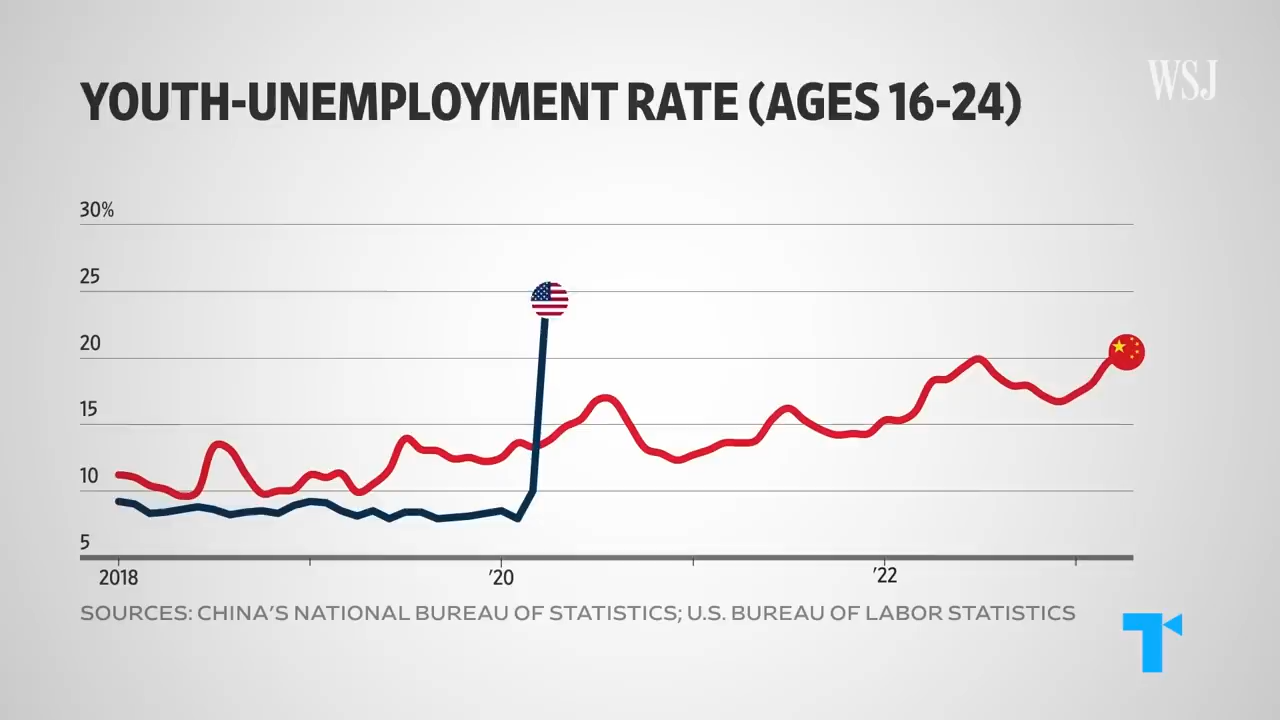 YOUTH-UNEMPLOYMENT RATE (AGES 16-24)
WSJ
30%
25
20
15
10
5
2018 '20 '22
SOURCES: CHINA'S NATIONAL BUREAU OF STATISTICS; U.S. BUREAU OF LABOR STATISTICS